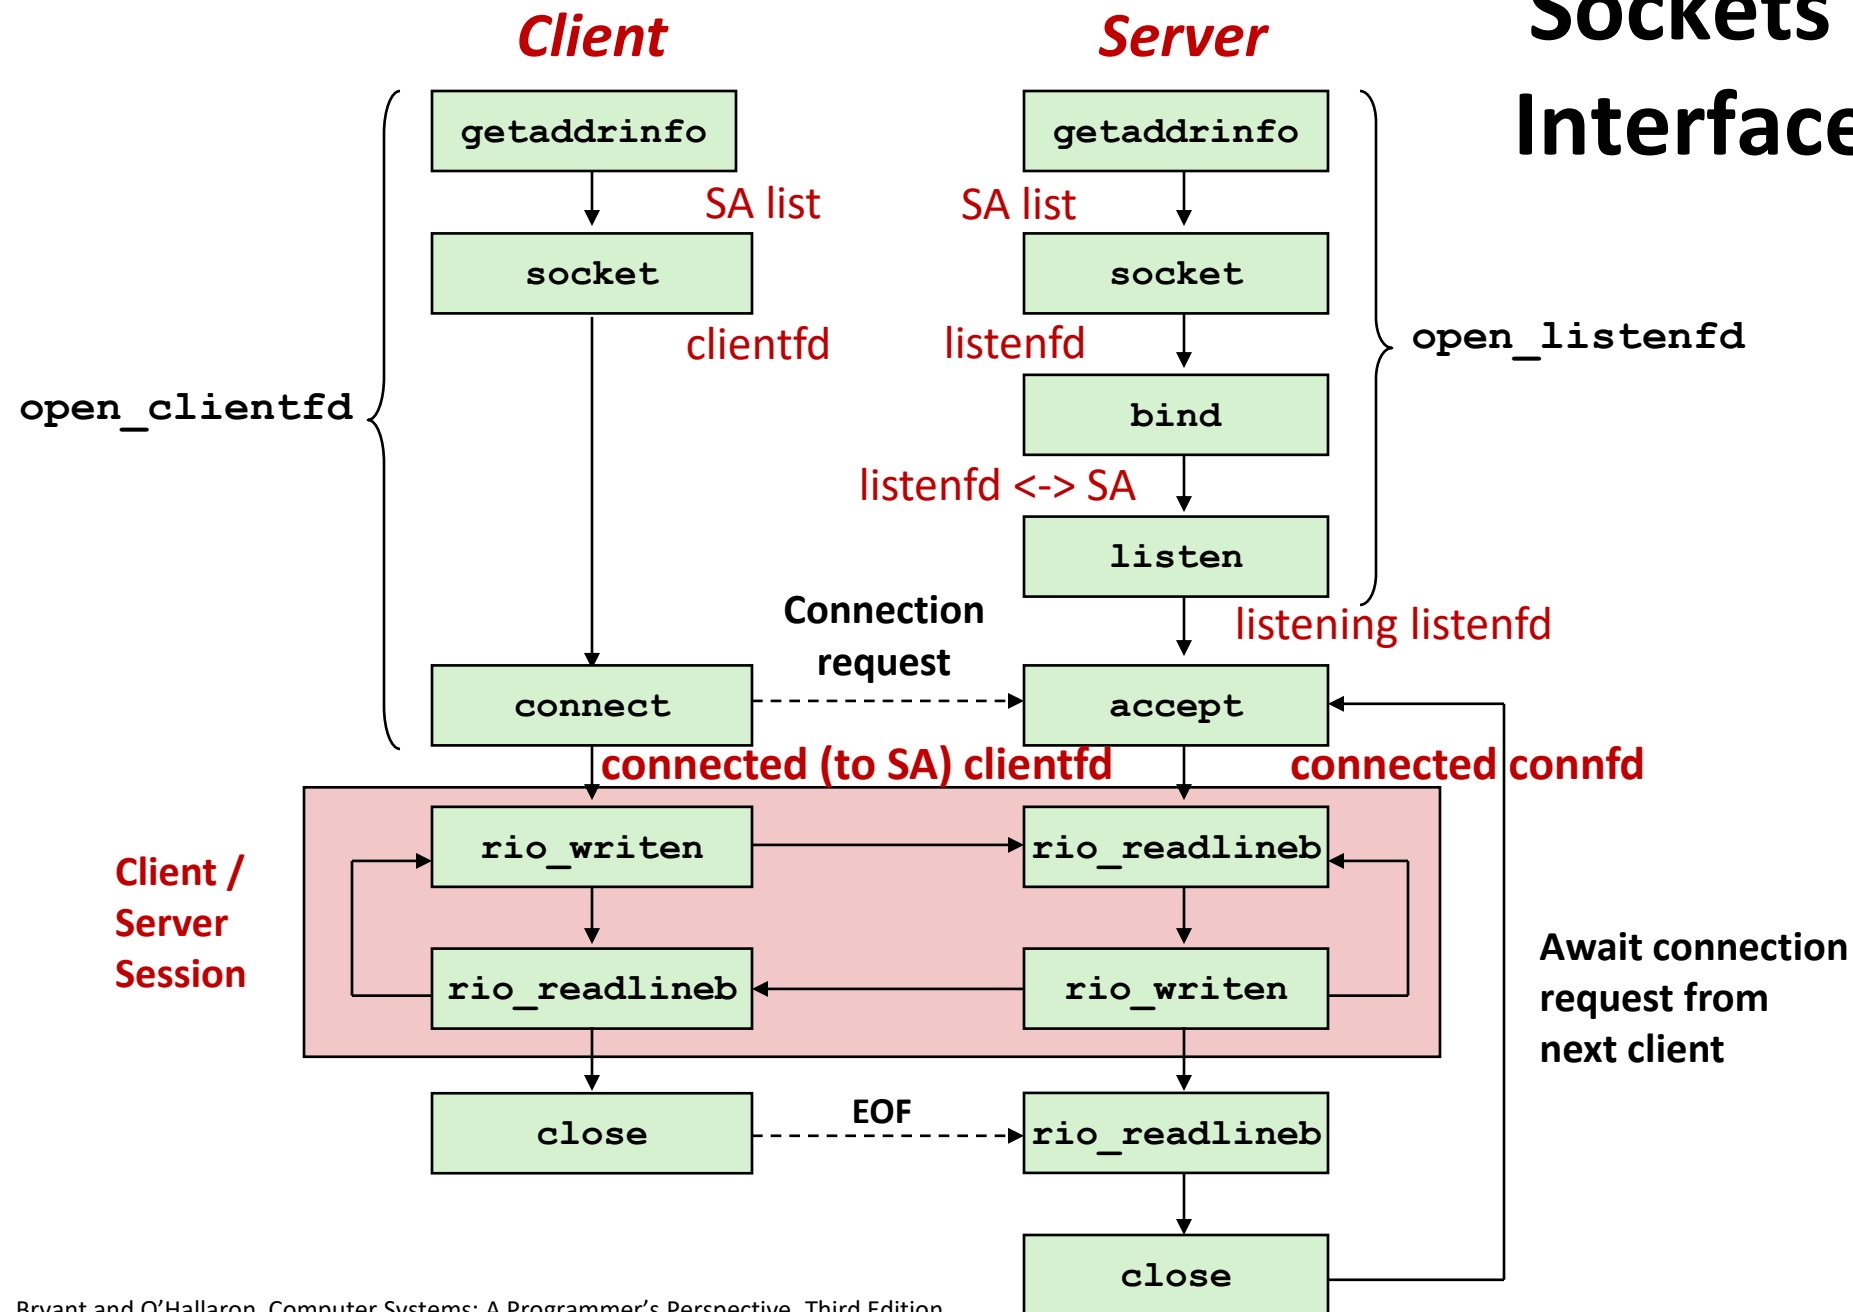 Sockets
Interface
Client
Server
getaddrinfo
getaddrinfo
SA list
SA list
socket
socket
clientfd
listenfd
open_clientfd
open_listenfd
bind
listenfd <-> SA
listen
Connection
request
listening listenfd
connect
accept
connected (to SA) clientfd
connected connfd
Client /
Server
Session
rio_writen
rio_readlineb
rio_readlineb
rio_writen
Await connection
request from
next client
close
EOF
rio_readlineb
close
Bryant and O'Hallaron, Computer Systems: A Programmer's Perspective, Third Edition